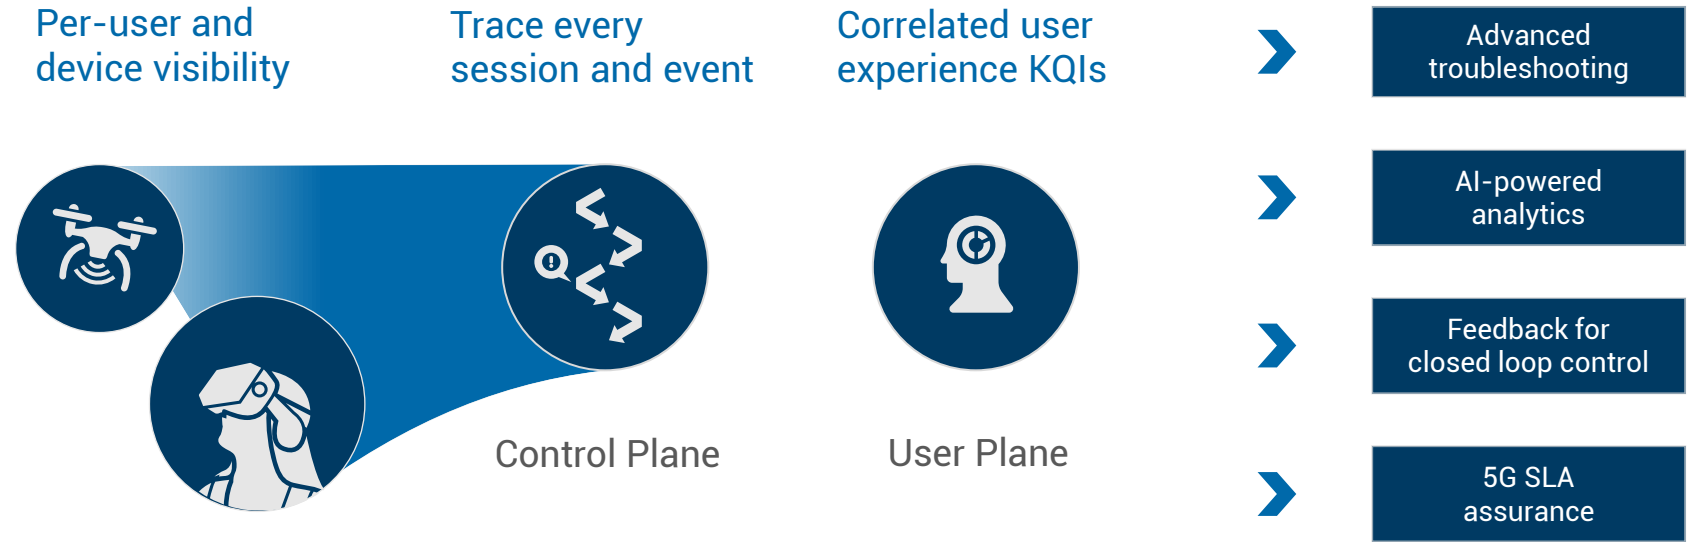 Per-user and
device visibility
Trace every
session and event
Correlated user
experience KQIs
Control Plane
User Plane
Advanced
troubleshooting
AI-powered
analytics
Feedback for
closed loop control
5G SLA
assurance